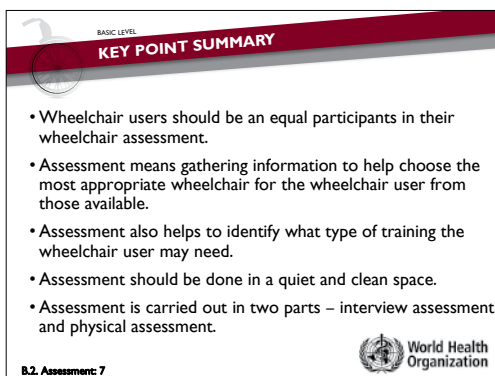 BASIC LEVEL
KEY POINT SUMMARY
• Wheelchair users should be an equal participants in their
wheelchair assessment.
• Assessment means gathering information to help choose the
most appropriate wheelchair for the wheelchair user from
those available.
• Assessment also helps to identify what type of training the
wheelchair user may need.
• Assessment should be done in a quiet and clean space.
• Assessment is carried out in two parts – interview assessment
and physical assessment.
World Health
Organization
B.2. Assessment: 7